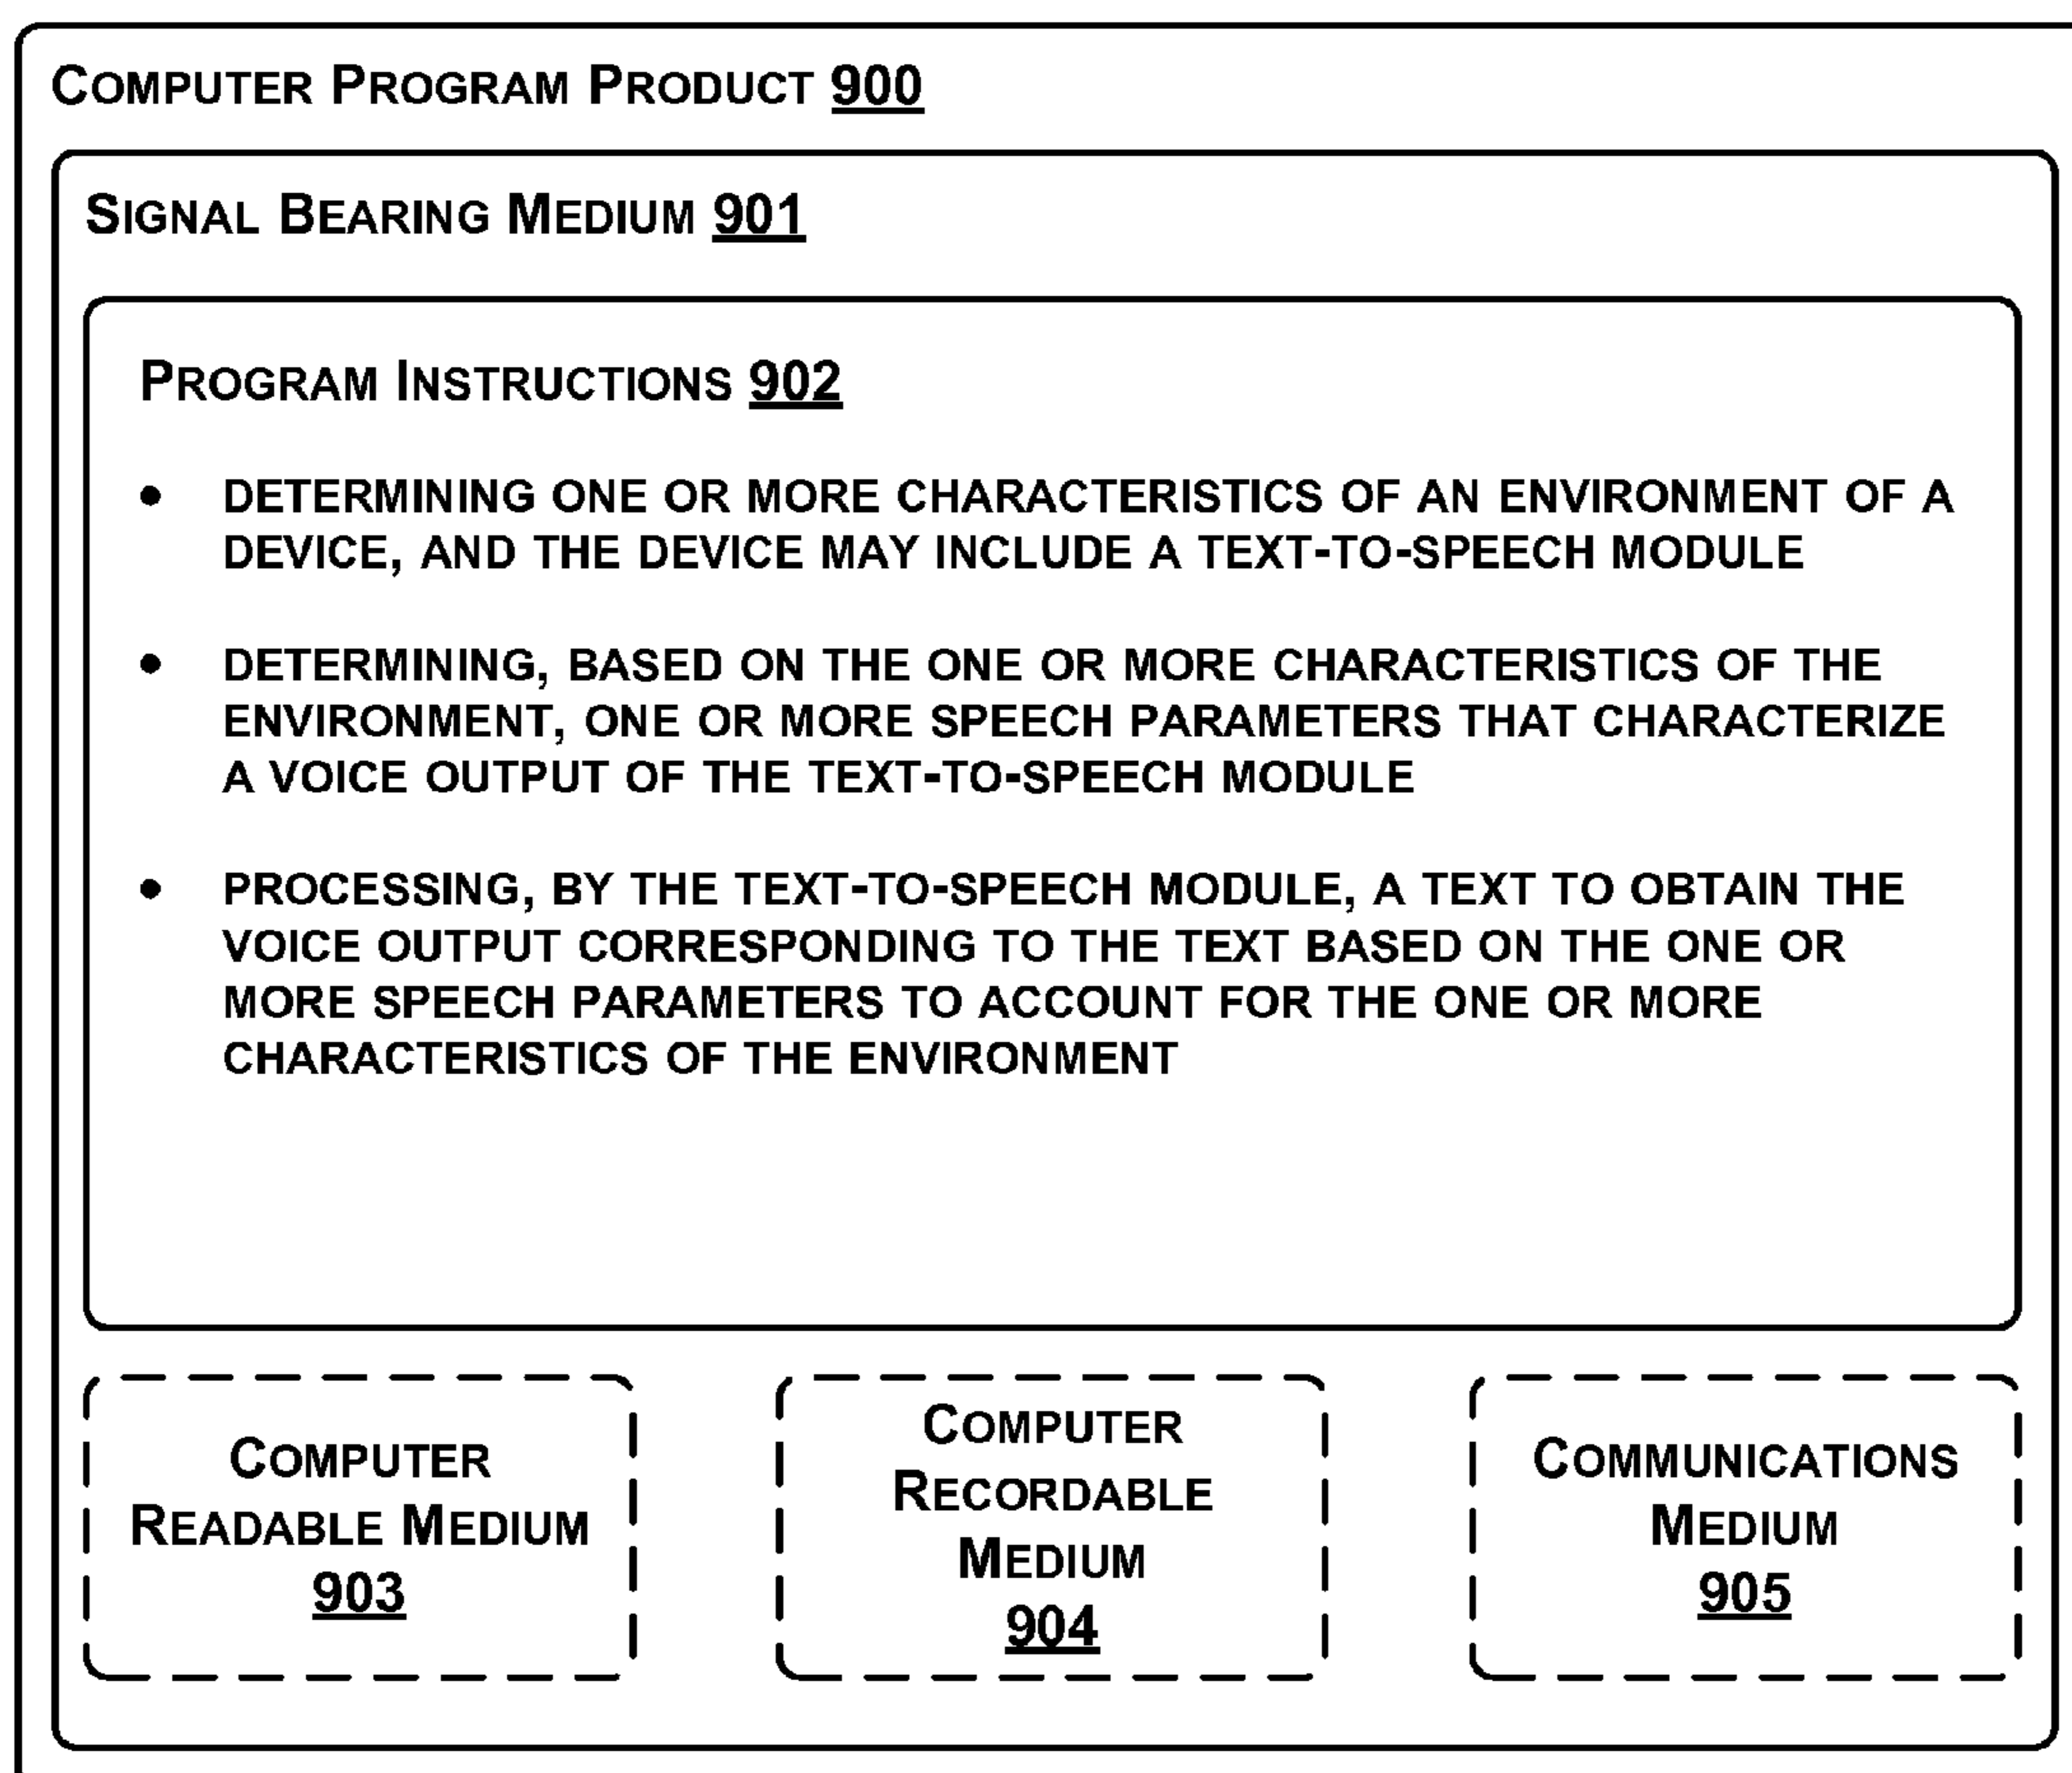 COMPUTER PROGRAM PRODUCT 900
SIGNAL BEARING MEDIUM 901
PROGRAM INSTRUCTIONS 902
• DETERMINING ONE OR MORE CHARACTERISTICS OF AN ENVIRONMENT OF A
DEVICE, AND THE DEVICE MAY INCLUDE A TEXT-TO-SPEECH MODULE
• DETERMINING, BASED ON THE ONE OR MORE CHARACTERISTICS OF THE
ENVIRONMENT, ONE OR MORE SPEECH PARAMETERS THAT CHARACTERIZE
A VOICE OUTPUT OF THE TEXT-TO-SPEECH MODULE
• PROCESSING, BY THE TEXT-TO-SPEECH MODULE, A TEXT TO OBTAIN THE
VOICE OUTPUT CORRESPONDING TO THE TEXT BASED ON THE ONE OR
MORE SPEECH PARAMETERS TO ACCOUNT FOR THE ONE OR MORE
CHARACTERISTICS OF THE ENVIRONMENT
COMPUTER
READABLE MEDIUM
903
COMPUTER
RECORDABLE
MEDIUM
904
COMMUNICATIONS
MEDIUM
905